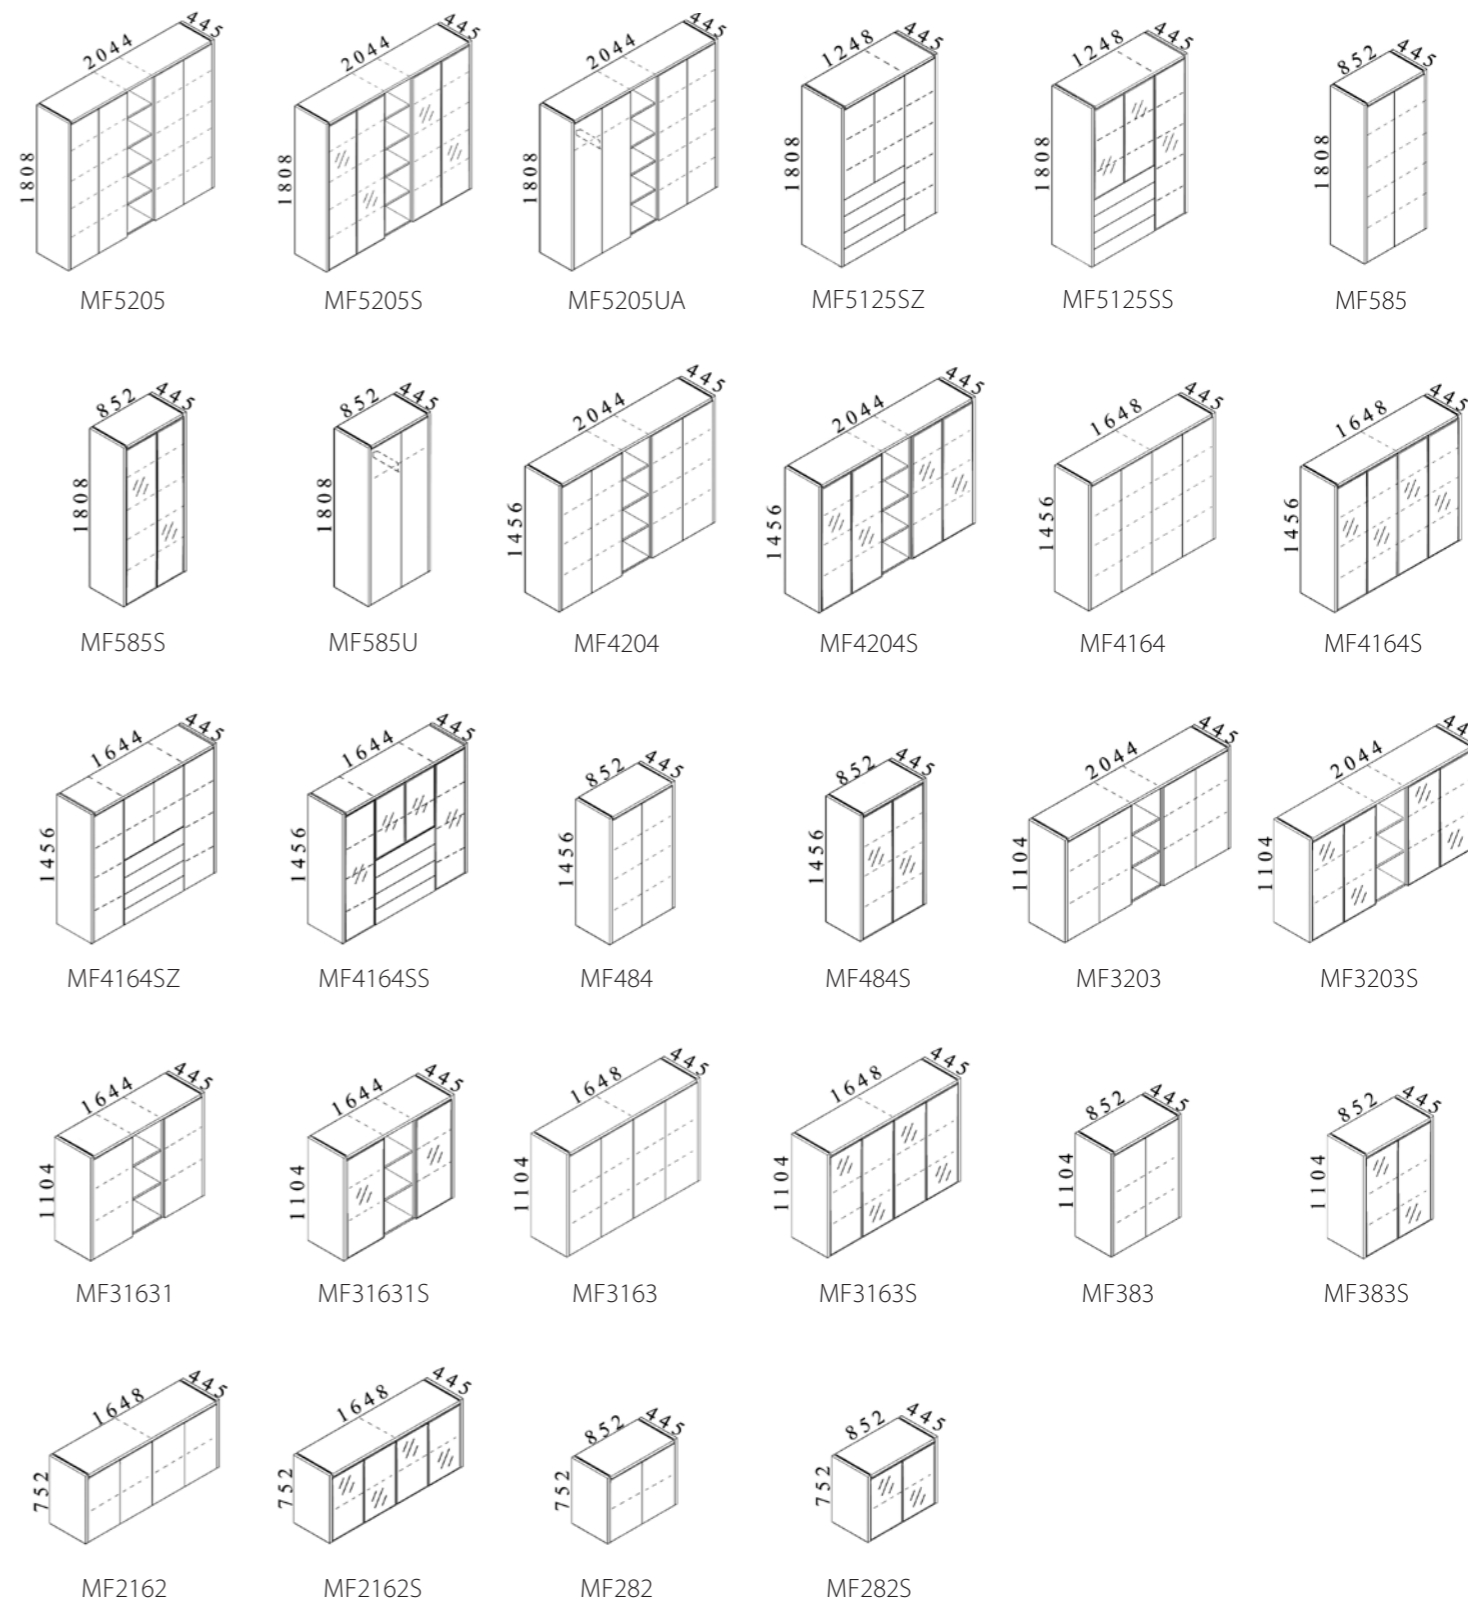 2044 445 2044 445 2044 445 1248 445 1248 445 852 445
1808 1808 1808 1808 1808 1808
MF5205 MF5205S MF5205UA MF5125SZ MF5125SS MF585
852 445 852 445 2044 445 2044 445 1648 445 1648 445
1808 1808 1456 1456 1456 1456
MF585S MF585U MF4204 MF4204S MF4164 MF4164S
1644 445 1644 445 852 445 852 445 2044 445 2044 44
1456 1456 1456 1456 1104 1104
MF4164SZ MF4164SS MF484 MF484S MF3203 MF3203S
1644 445 1644 445 1648 445 1648 445 852 445 852 445
1104 1104 1104 1104 1104 1104
MF31631 MF31631S MF3163 MF3163S MF383 MF383S
1648 445 1648 445 852 445 852 445
752 752 752 752
MF2162 MF2162S MF282 MF282S